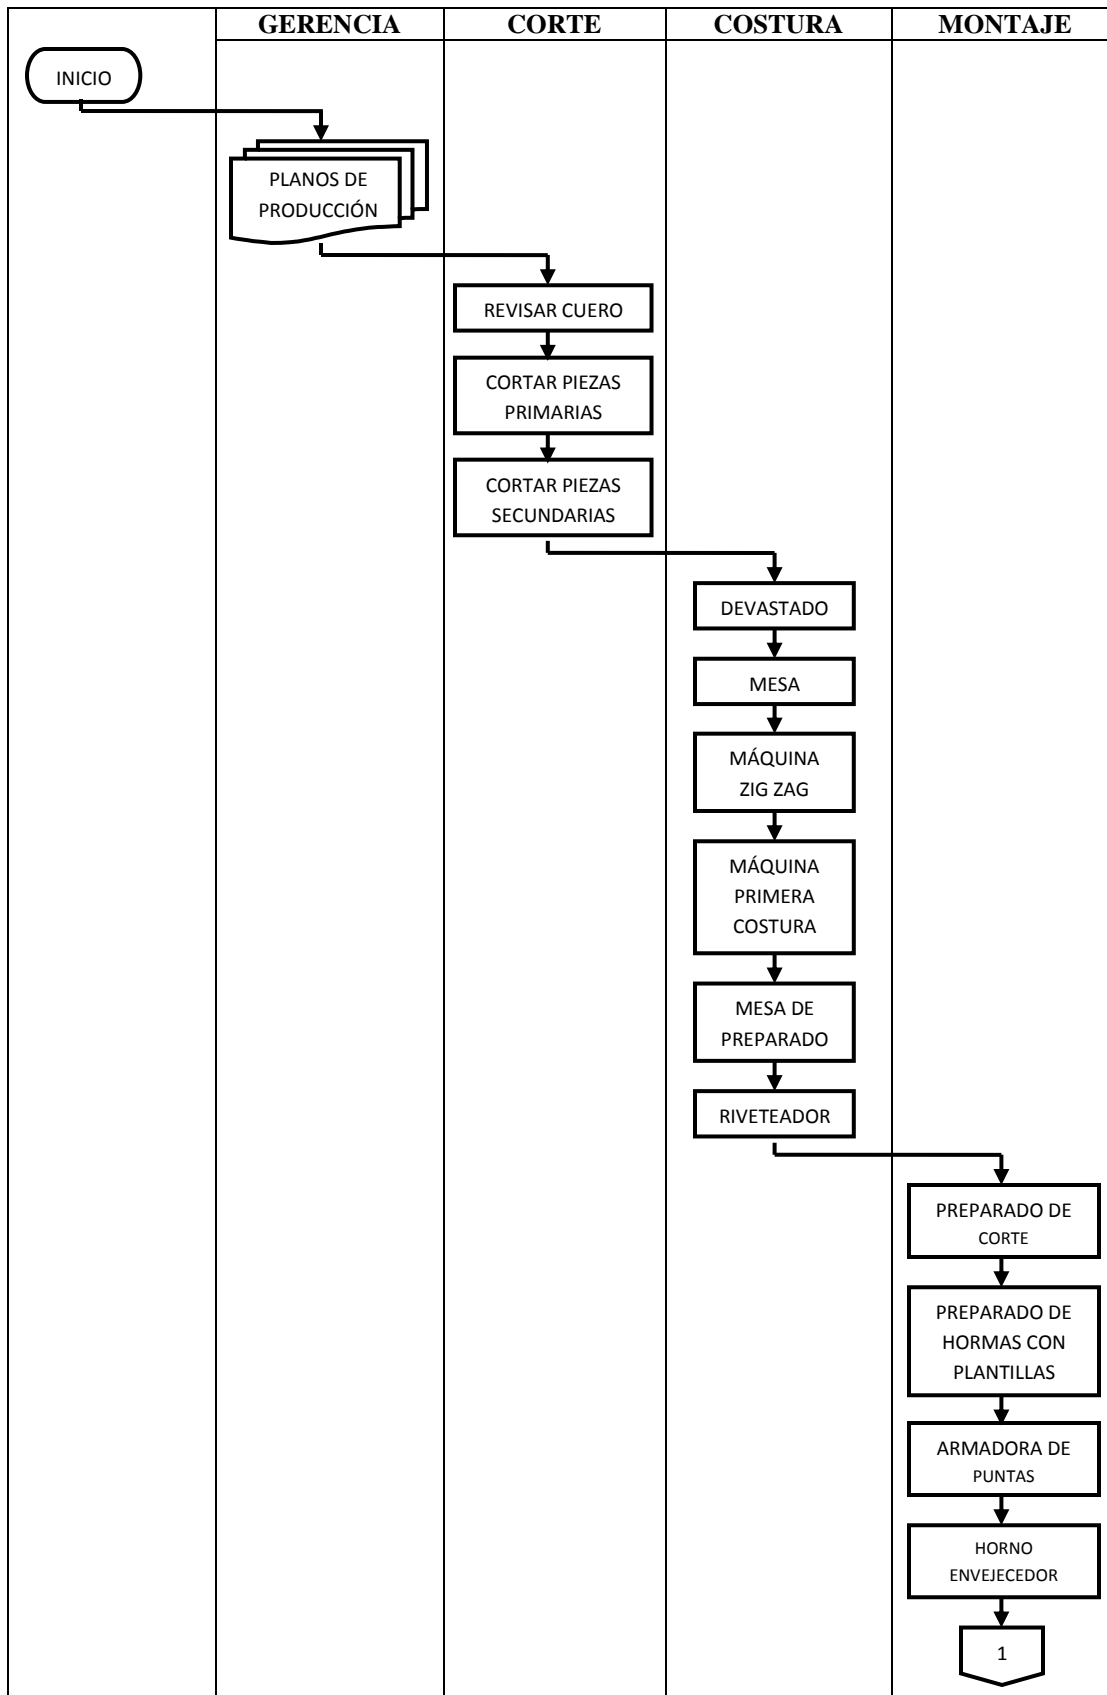 GERENCIA CORTE COSTURA MONTAJE
INICIO
PLANOS DE
PRODUCCIÓN
REVISAR CUERO
CORTAR PIEZAS
PRIMARIAS
CORTAR PIEZAS
SECUNDARIAS
DEVASTADO
MESA
MÁQUINA
ZIG ZAG
MÁQUINA
PRIMERA
COSTURA
MESA DE
PREPARADO
RIVETEADOR
PREPARADO DE
CORTE
PREPARADO DE
HORMAS CON
PLANTILLAS
ARMADORA DE
PUNTAS
HORNO
ENVEJECEDOR
1